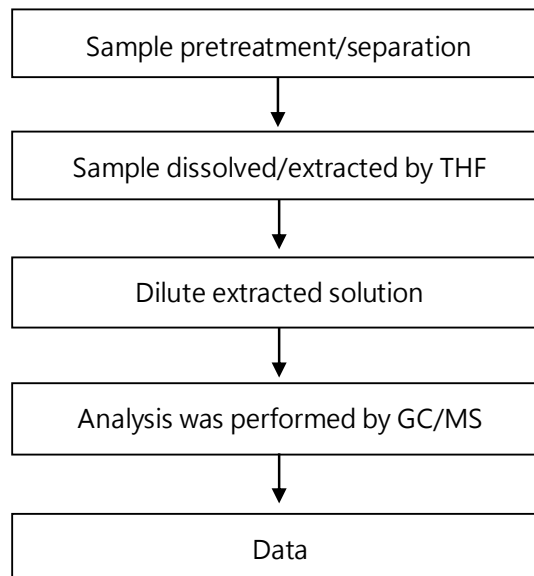 Sample pretreatment/separation
Sample dissolved/extracted by THF
Dilute extracted solution
Analysis was performed by GC/MS
Data